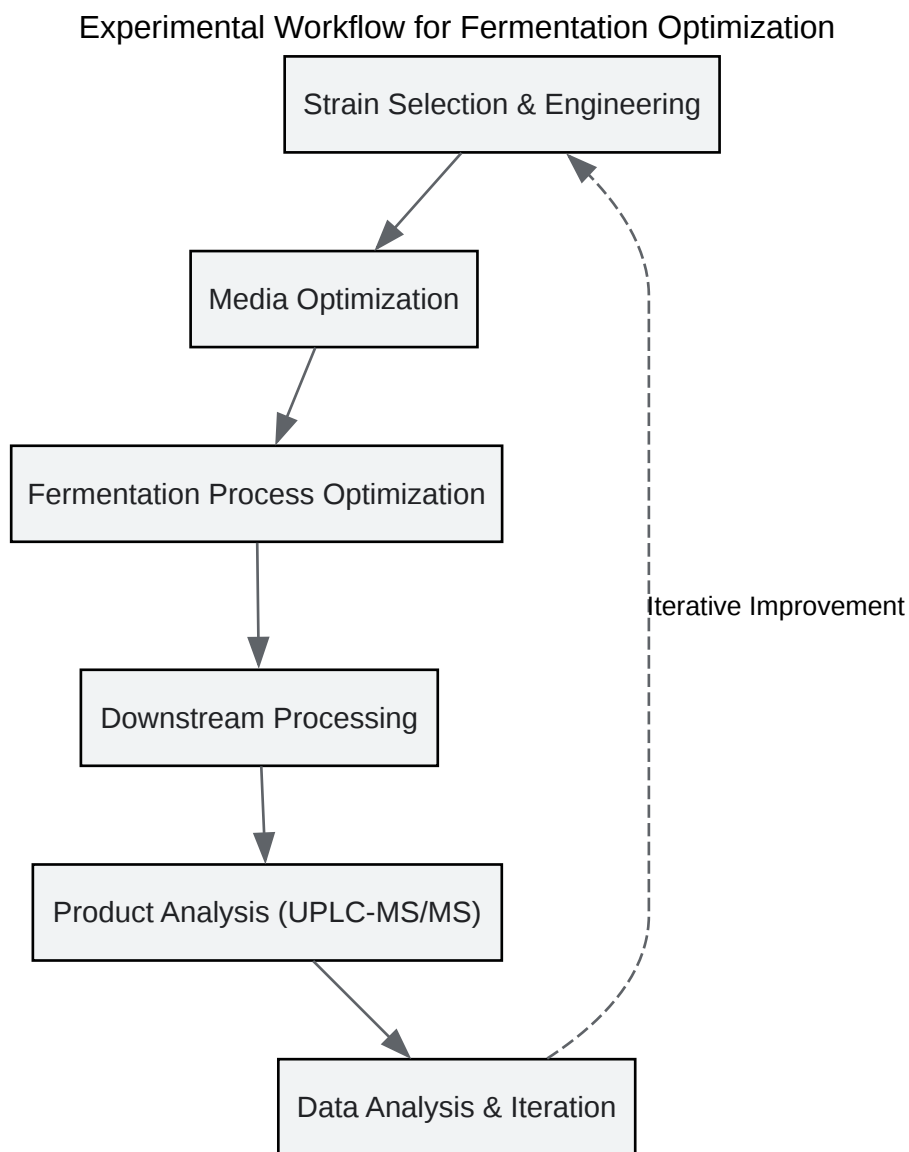 Experimental Workflow for Fermentation Optimization
Strain Selection & Engineering
Media Optimization
Fermentation Process Optimization
Iterative Improvement
Downstream Processing
Product Analysis (UPLC-MS/MS)
Data Analysis & Iteration